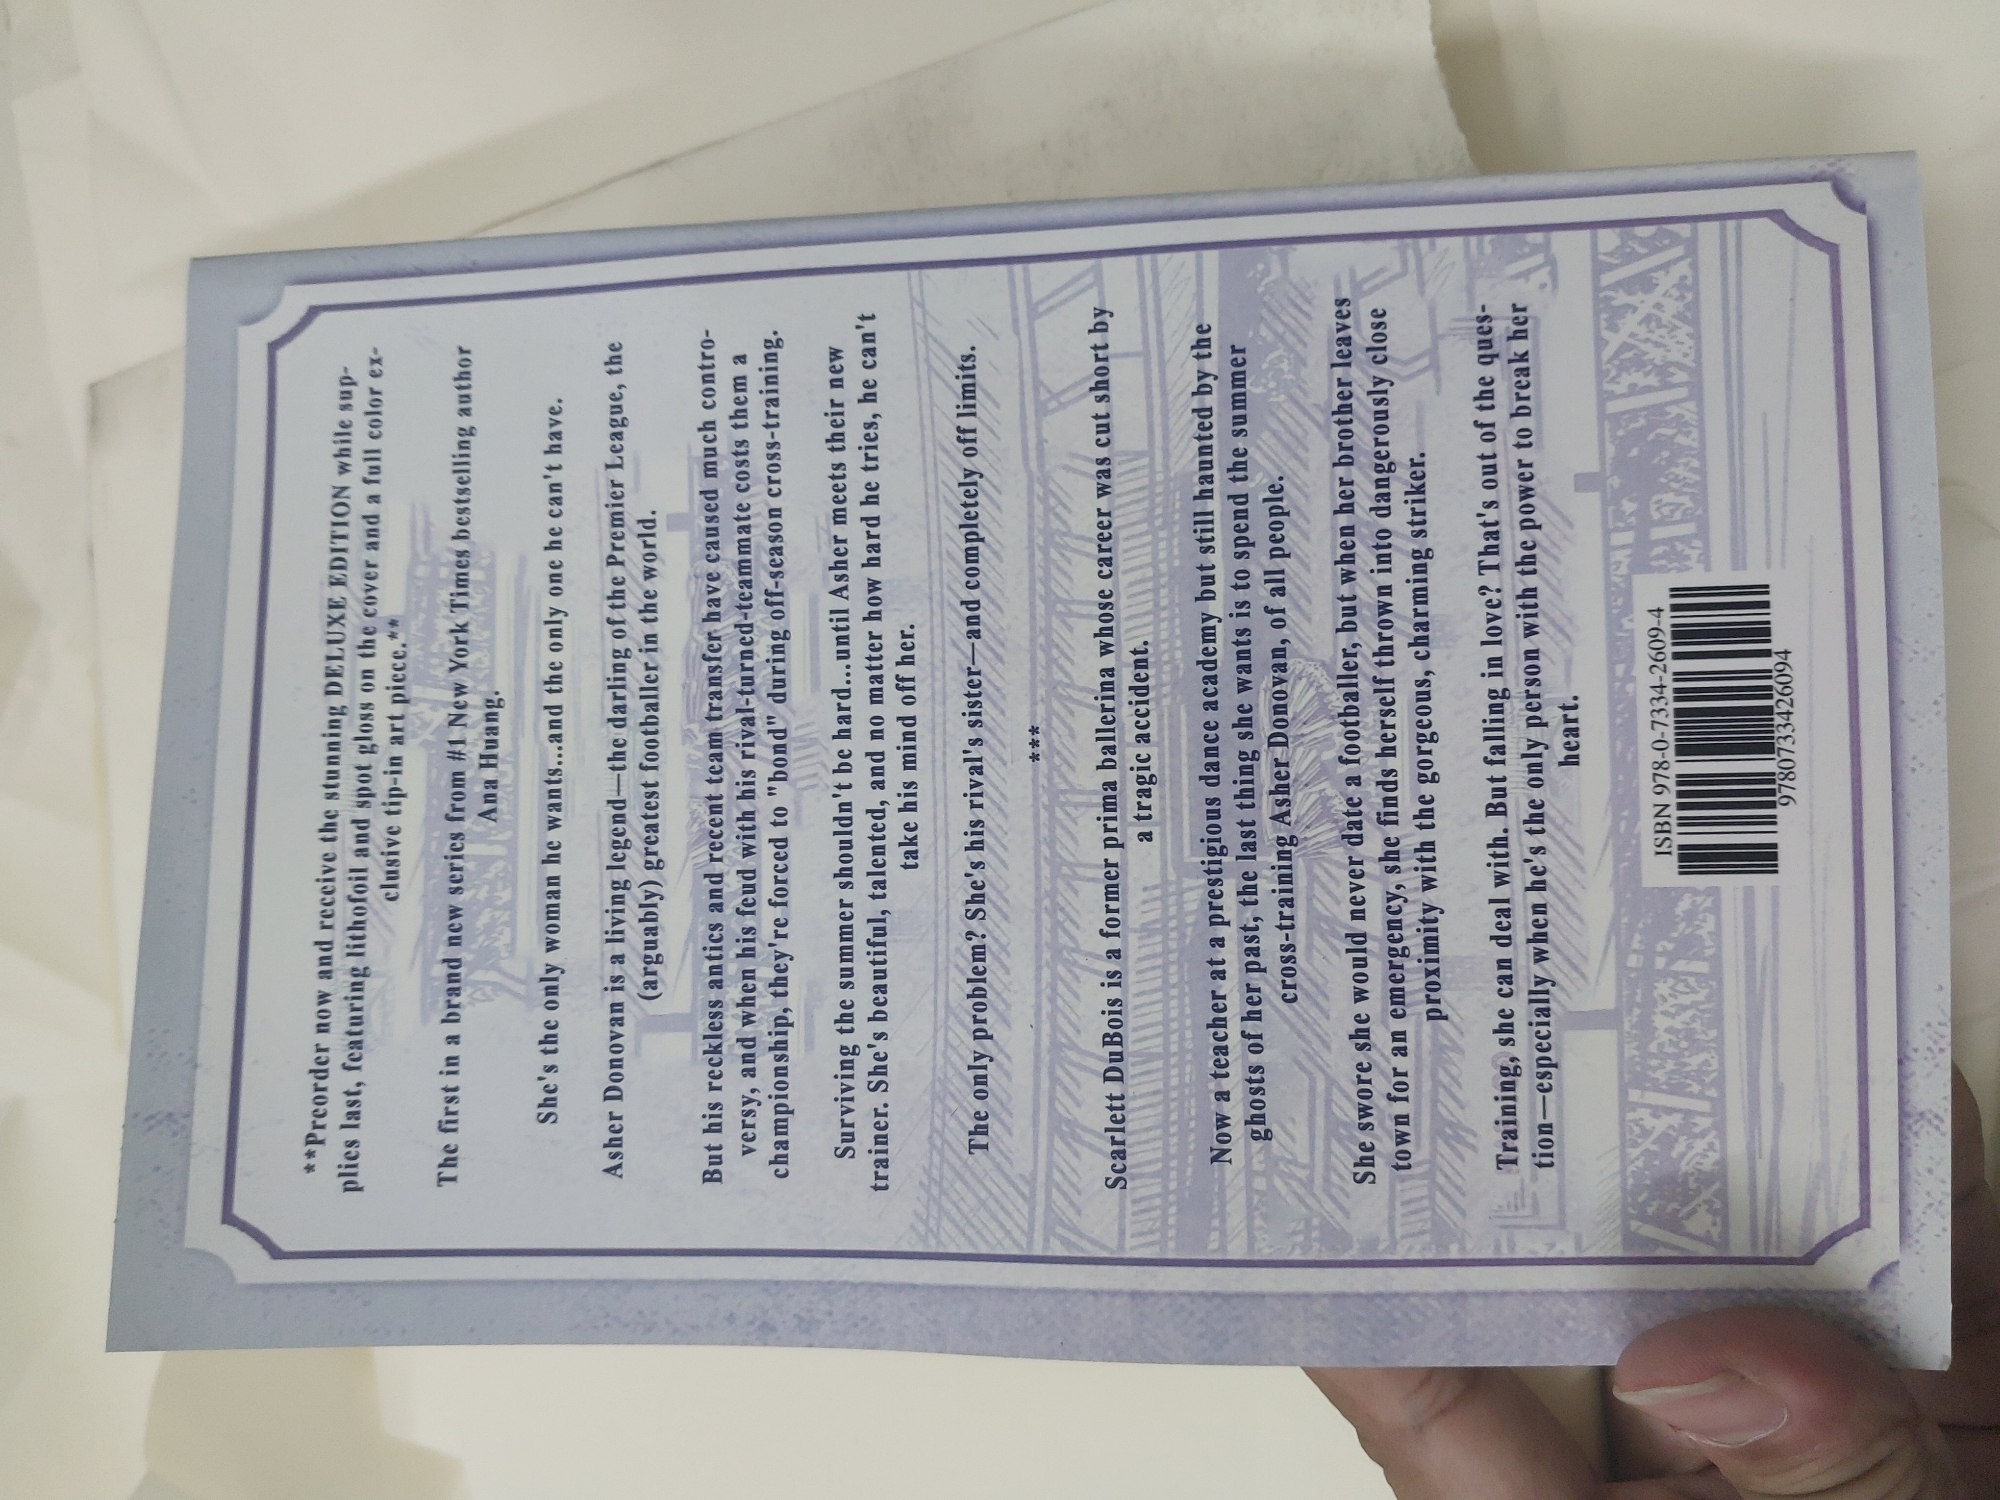 **Preorder now and receive the stunning DELUXE EDITION while sup-
plies last, featuring lithofoil and spot gloss on the cover and a full color ex-
clusive tip-in art piece.**
The first in a brand new series from #1 New York Times bestselling author
Ana Huang.
She's the only woman he wants...and the only one he can't have.
Asher Donovan is a living legend—the darling of the Premier League, the
(arguably) greatest footballer in the world.
But his reckless antics and recent team transfer have caused much contro-
versy, and when his feud with his rival-turned-teammate costs them a
championship, they're forced to "bond" during off-season cross-training.
Surviving the summer shouldn't be hard...until Asher meets their new
trainer. She's beautiful, talented, and no matter how hard he tries, he can't
take his mind off her.
The only problem? She's his rival's sister—and completely off limits.
***
Scarlett DuBois is a former prima ballerina whose career was cut short by
a tragic accident.
Now a teacher at a prestigious dance academy but still haunted by the
ghosts of her past, the last thing she wants is to spend the summer
cross-training Asher Donovan, of all people.
She swore she would never date a footballer, but when her brother leaves
town for an emergency, she finds herself thrown into dangerously close
proximity with the gorgeous, charming striker.
Training, she can deal with. But falling in love? That's out of the ques-
tion—especially when he's the only person with the power to break her
heart.
ISBN 978-0-7334-2609-4
9780733426094